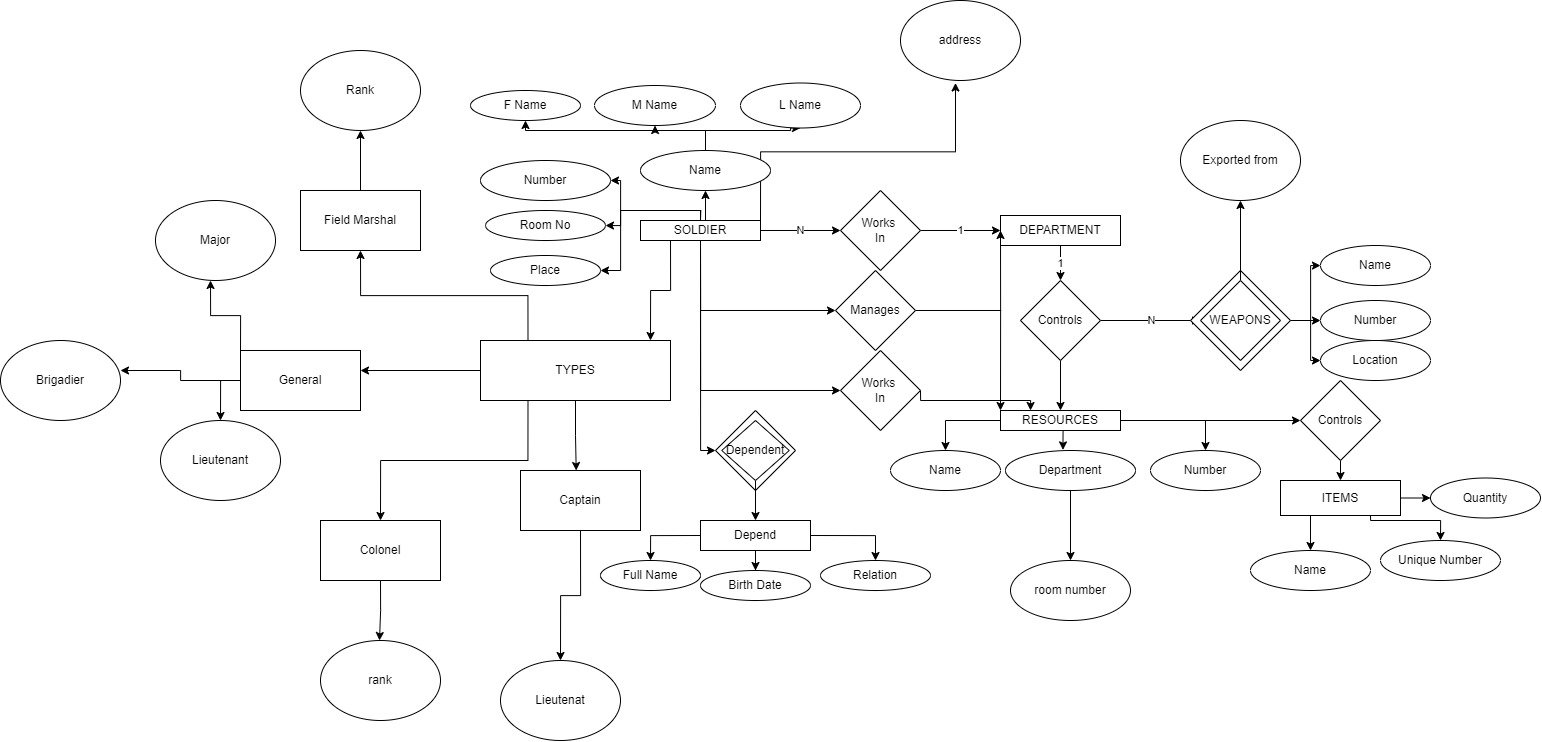 address
Rank
F Name
M Name
L Name
Exported from
Name
Number
Field Marshal
Room No
Major
SOLDIER
N
Works
In
1
DEPARTMENT
Place
1
Name
Manages
Controls
N
WEAPONS
Number
Location
TYPES
General
Brigadier
Works
In
RESOURCES
Controls
Dependent
Lieutenant
Name
Department
Number
ITEMS
Quantity
Captain
Depend
Colonel
Unique Number
Name
Full Name
Birth Date
Relation
room number
rank
Lieutenat